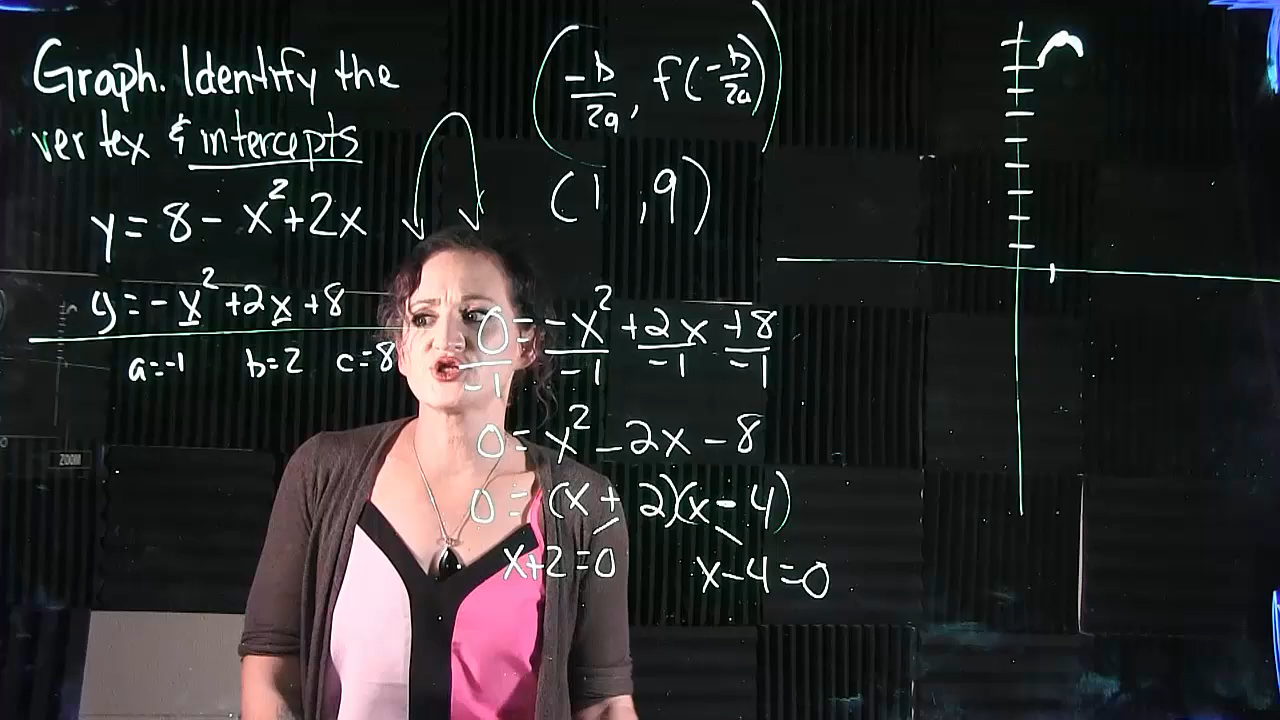 Graph. Identify the
vertex & intercepts
y = 8 - x² + 2x
y = -x² + 2x + 8
a=-1 b=2 c=8
(-b/2a, f(-b/2a))
(1, 9)
0/-1 = -x²/-1 + 2x/-1 + 8/-1
0 = x² - 2x - 8
0 = (x + 2)(x - 4)
x+2=0 x-4=0
ZOOM